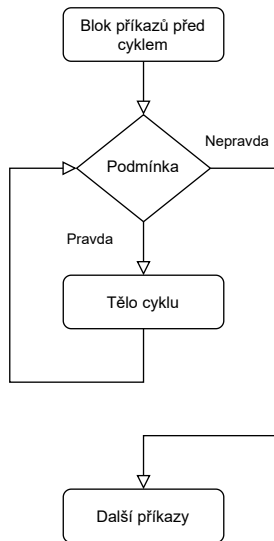 Blok příkazů před
cyklem
Podmínka
Nepravda
Pravda
Tělo cyklu
Další příkazy